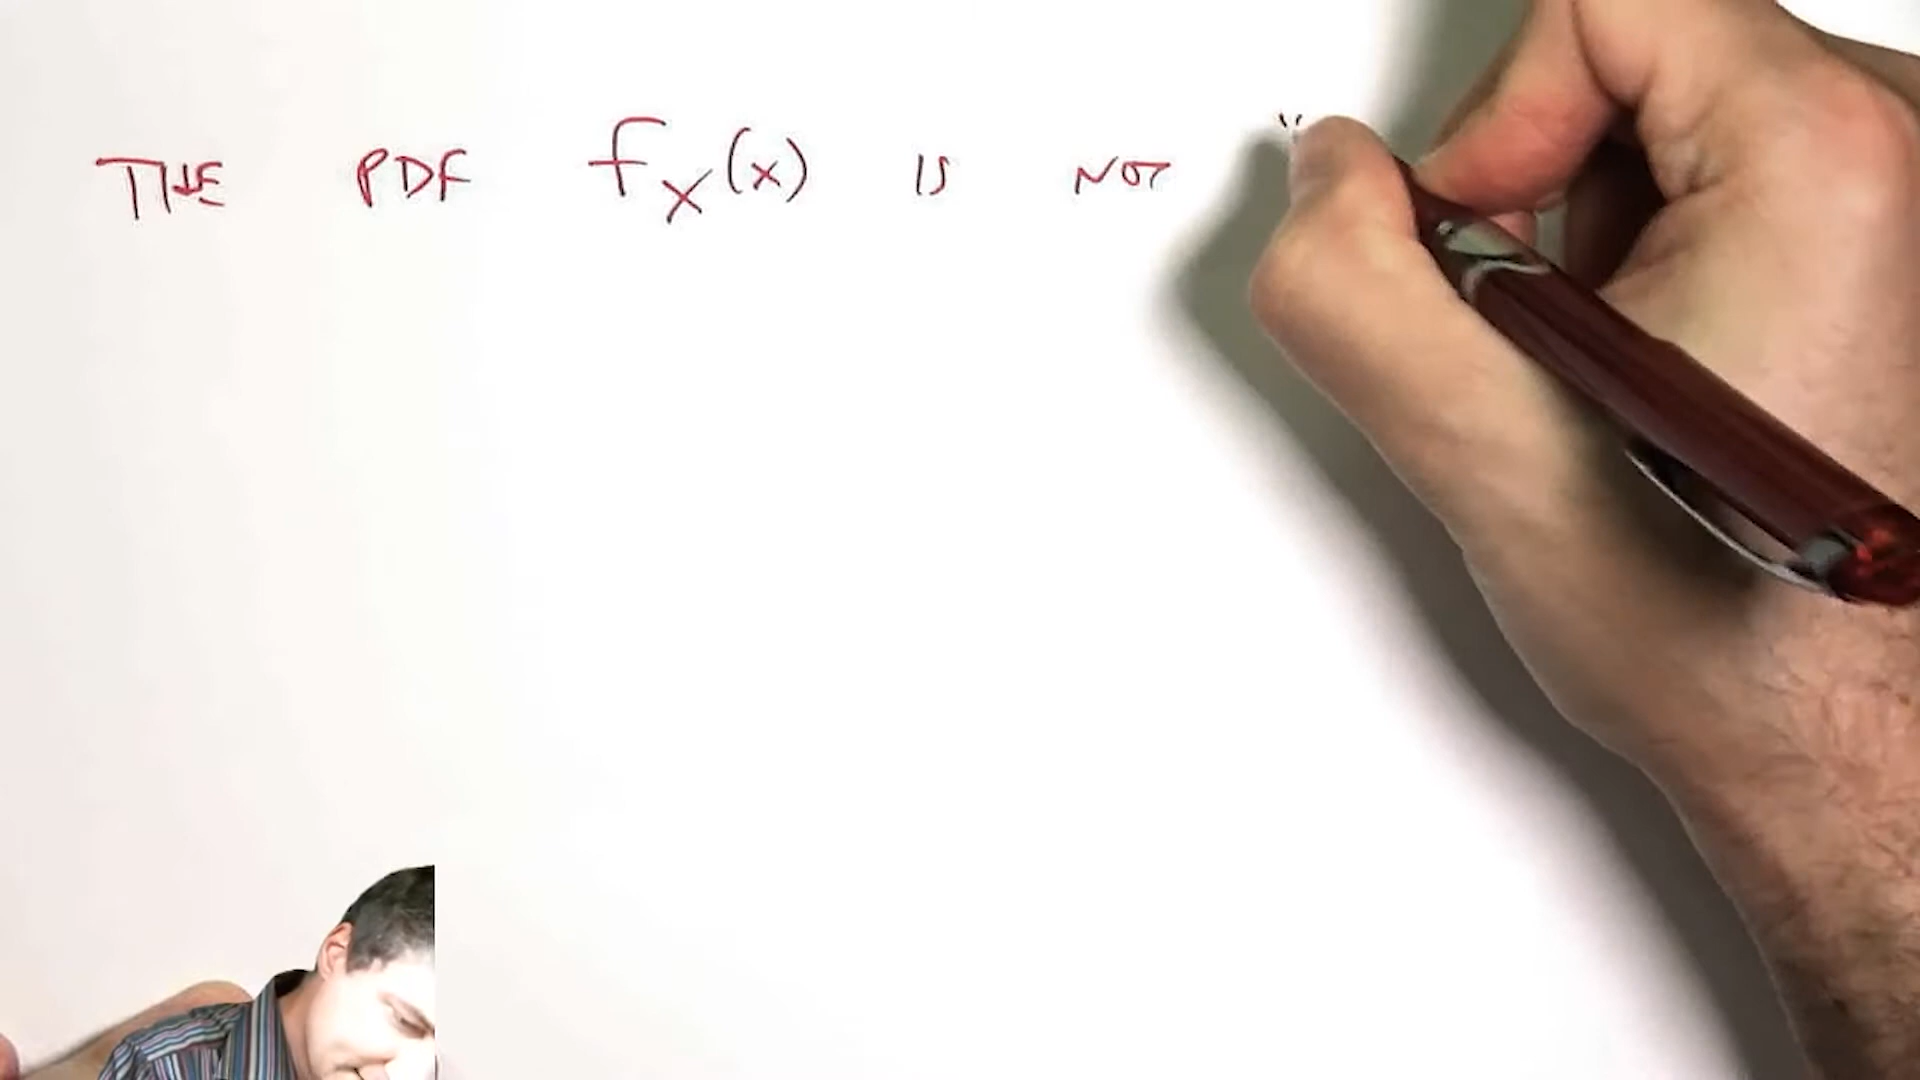 THE PDF fX(x) IS NOT "